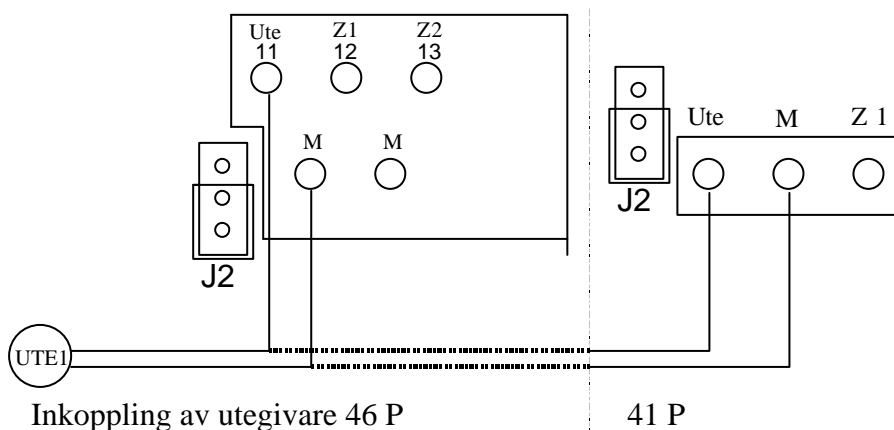 Ute Z1 Z2
11 12 13
M M
J2
Ute M Z 1
J2
UTE1
Inkoppling av utegivare 46 P
41 P